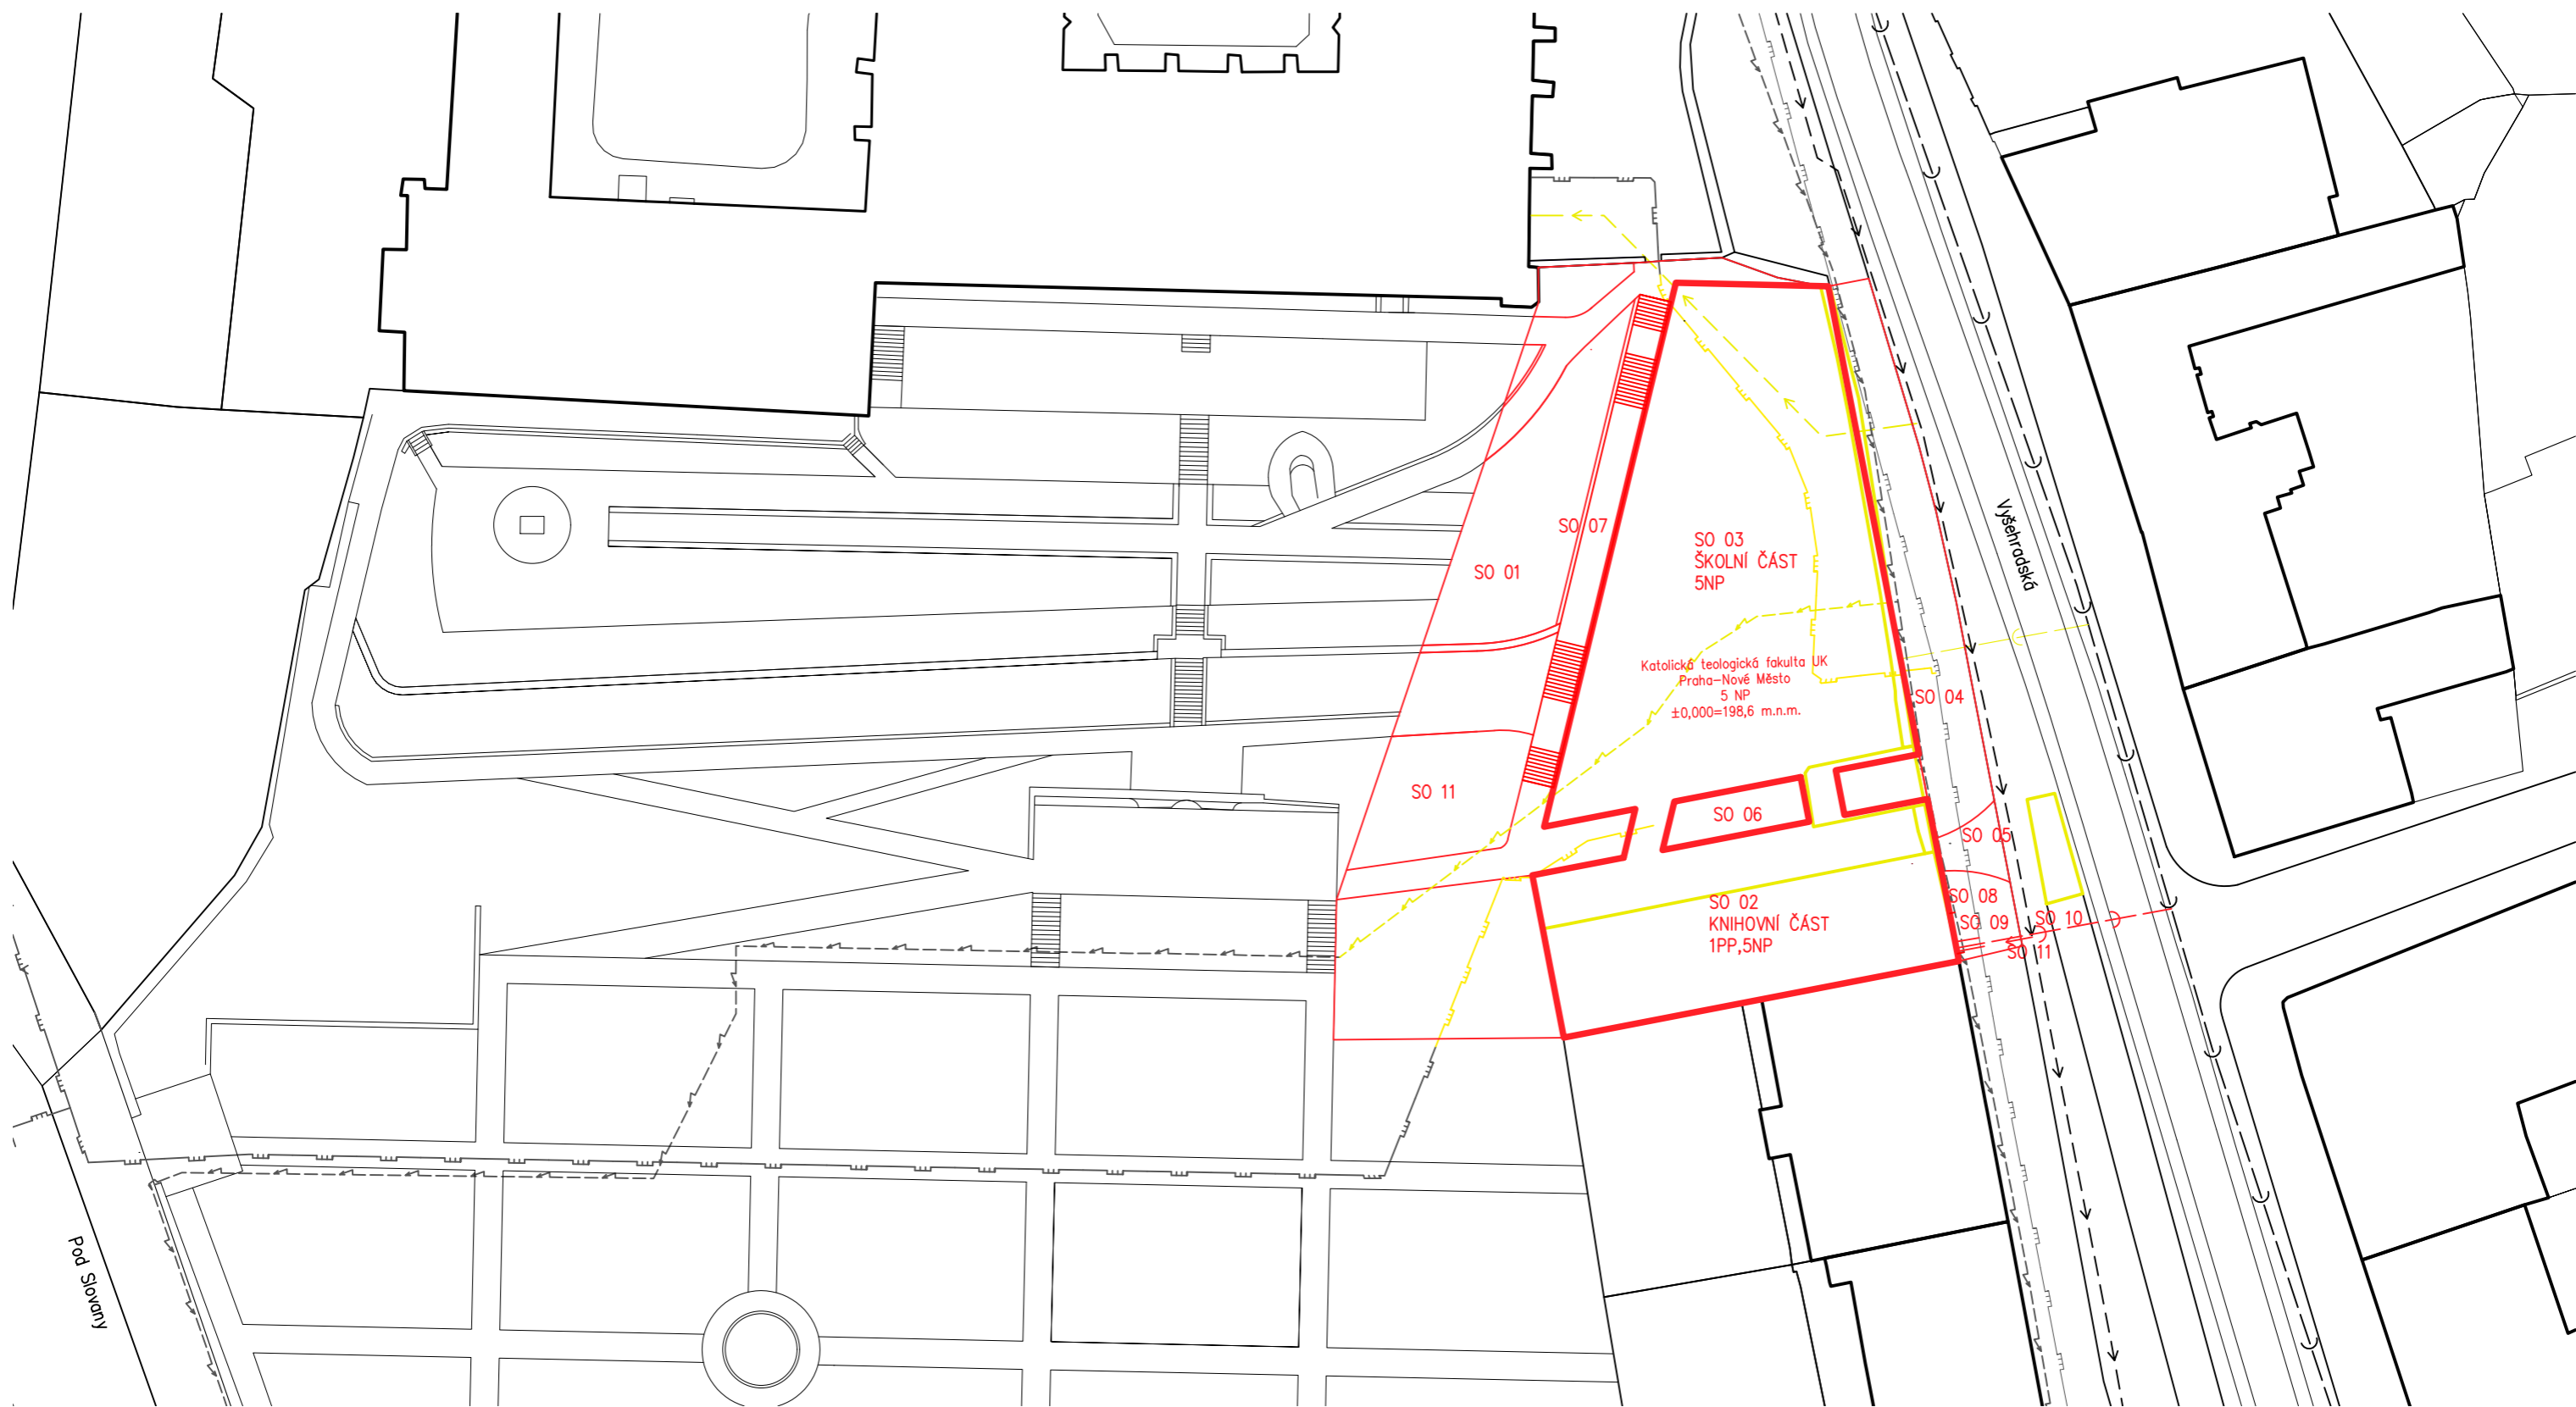 Vyšehradská
SO 07
SO 03
ŠKOLNÍ ČÁST
5NP
SO 01
Katolická teologická fakulta UK
Praha-Nové Město
5 NP
±0,000=198,6 m.n.m.
SO 04
SO 11
SO 06
SO 05
SO 02
KNIHOVNÍ ČÁST
1PP,5NP
SO 08
SO 09
SO 10
SO 11
Pod Slovany